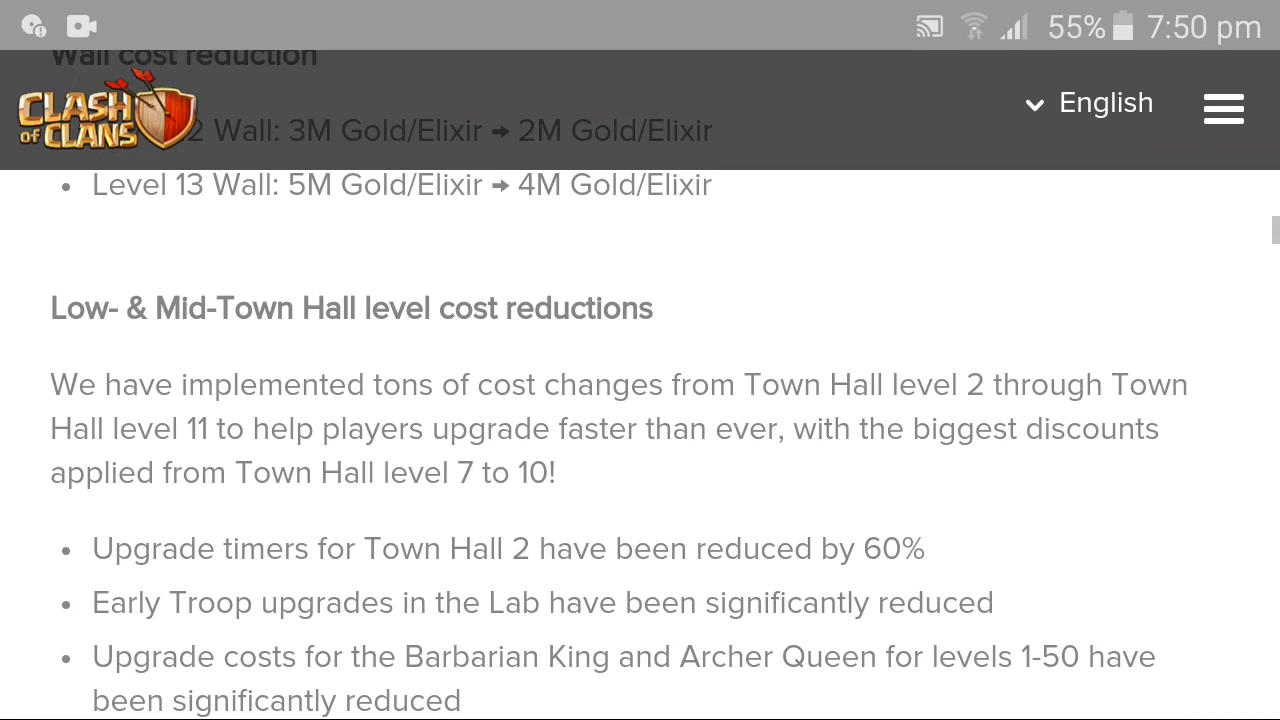 55% 7:50 pm
Wall cost reduction
CLASH
OF CLANS
English
2 Wall: 3M Gold/Elixir → 2M Gold/Elixir
• Level 13 Wall: 5M Gold/Elixir → 4M Gold/Elixir
Low- & Mid-Town Hall level cost reductions
We have implemented tons of cost changes from Town Hall level 2 through Town
Hall level 11 to help players upgrade faster than ever, with the biggest discounts
applied from Town Hall level 7 to 10!
• Upgrade timers for Town Hall 2 have been reduced by 60%
• Early Troop upgrades in the Lab have been significantly reduced
• Upgrade costs for the Barbarian King and Archer Queen for levels 1-50 have
been significantly reduced